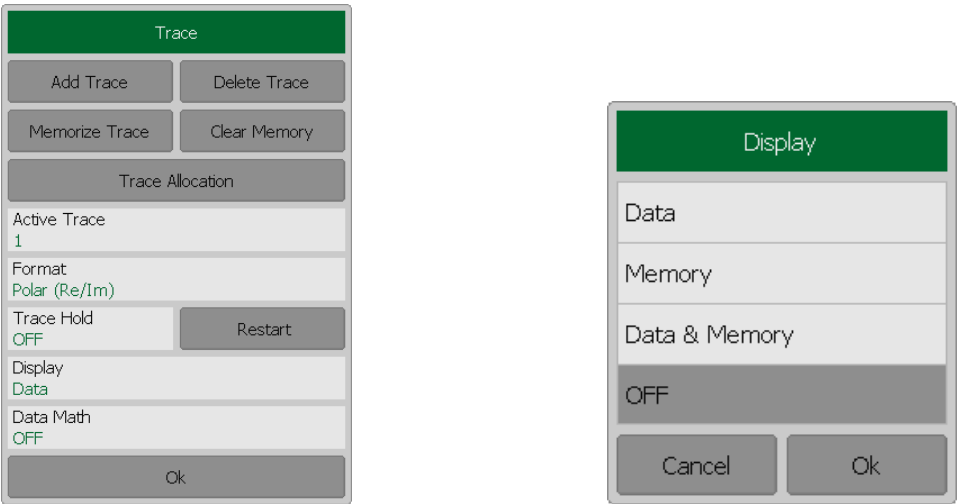 Trace
Add Trace
Delete Trace
Memorize Trace
Clear Memory
Trace Allocation
Active Trace
1
Format
Polar (Re/Im)
Trace Hold
OFF
Restart
Display
Data
Data Math
OFF
Ok
Display
Data
Memory
Data & Memory
OFF
Cancel
Ok